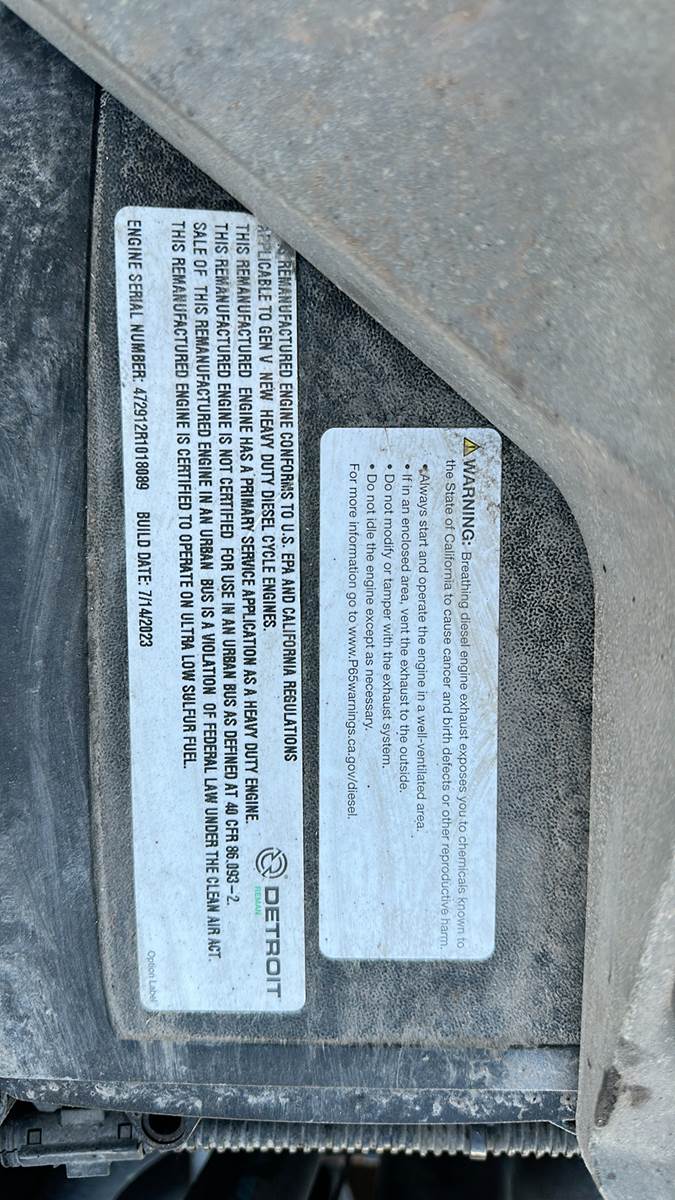 REMANUFACTURED ENGINE CONFORMS TO U.S. EPA AND CALIFORNIA REGULATIONS
APPLICABLE TO GEN V NEW HEAVY DUTY DIESEL CYCLE ENGINES.
THIS REMANUFACTURED ENGINE HAS A PRIMARY SERVICE APPLICATION AS A HEAVY DUTY ENGINE.
THIS REMANUFACTURED ENGINE IS NOT CERTIFIED FOR USE IN AN URBAN BUS AS DEFINED AT 40 CFR 86.093-2.
SALE OF THIS REMANUFACTURED ENGINE IN AN URBAN BUS IS A VIOLATION OF FEDERAL LAW UNDER THE CLEAN AIR ACT.
THIS REMANUFACTURED ENGINE IS CERTIFIED TO OPERATE ON ULTRA LOW SULFUR FUEL.
ENGINE SERIAL NUMBER: 472912R1018089 BUILD DATE: 7/14/2023
DETROIT
REMAN
Option Label
WARNING: Breathing diesel engine exhaust exposes you to chemicals known to
the State of California to cause cancer and birth defects or other reproductive harm.
• Always start and operate the engine in a well-ventilated area.
• If in an enclosed area, vent the exhaust to the outside.
• Do not modify or tamper with the exhaust system.
• Do not idle the engine except as necessary.
For more information go to www.P65warnings.ca.gov/diesel.